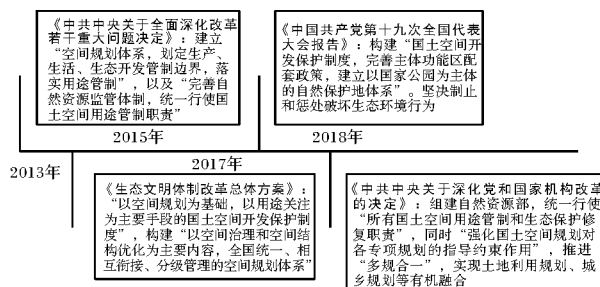 《中共中央关于全面深化改革
若干重大问题决定》：建立
“空间规划体系，划定生产、
生活、生态开发管制边界，落
实用途管制”，以及“完善自
然资源监管体制，统一行使国
土空间用途管制职责”
《中国共产党第十九次全国代表
大会报告》：构建“国土空间开
发保护制度，完善主体功能区配
套政策，建立以国家公园为主体
的自然保护地体系”。坚决制止
和惩处破坏生态环境行为
2015年
2018年
2013年
2017年
《生态文明体制改革总体方案》：
“以空间规划为基础，以用途关注
为主要手段的国土空间开发保护制
度”，构建“以空间治理和空间结
构优化为主要内容，全国统一、相
互衔接、分级管理的空间规划体系”
《中共中央关于深化党和国家机构改革
的决定》：组建自然资源部，统一行使
“所有国土空间用途管制和生态保护修
复职责”，同时“强化国土空间规划对
各专项规划的指导约束作用”，推进
“多规合一”，实现土地利用规划、城
乡规划等有机融合